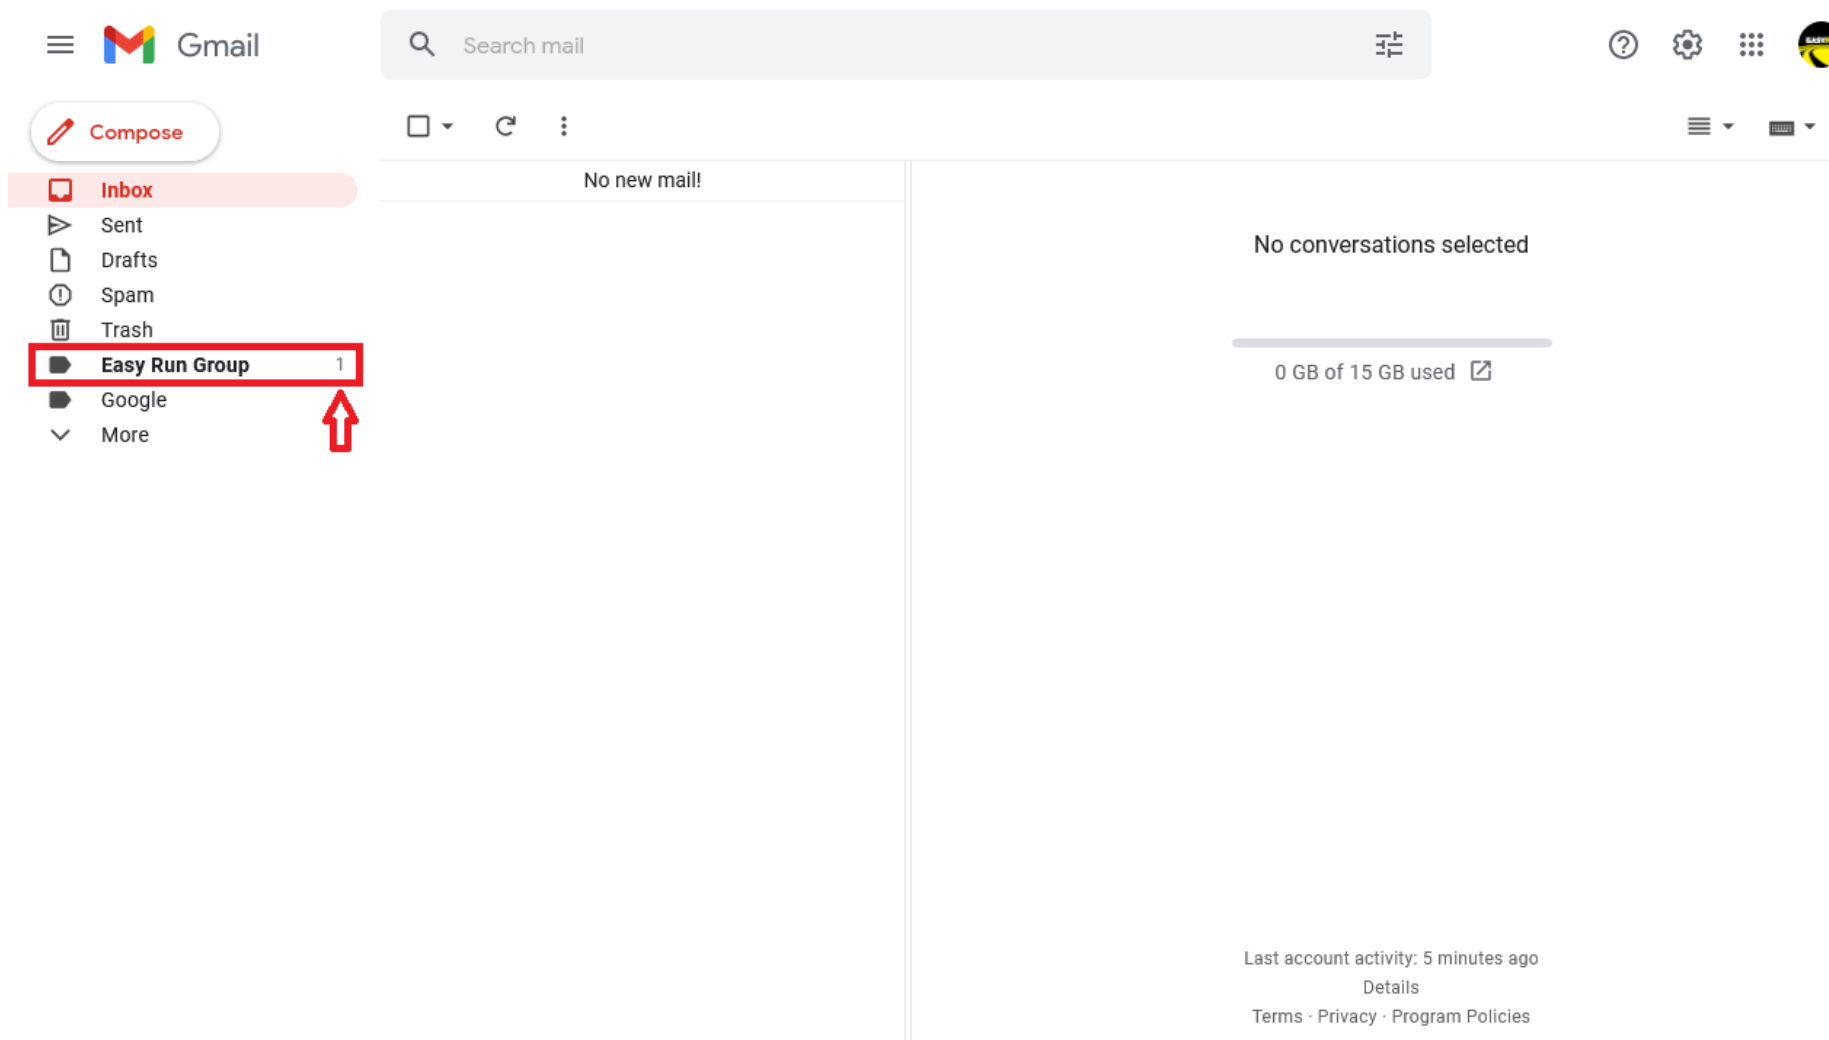 Gmail
Search mail
Compose
No new mail!
Inbox
Sent
Drafts
Spam
Trash
Easy Run Group 1
Google
More
No conversations selected
0 GB of 15 GB used
Last account activity: 5 minutes ago
Details
Terms · Privacy · Program Policies